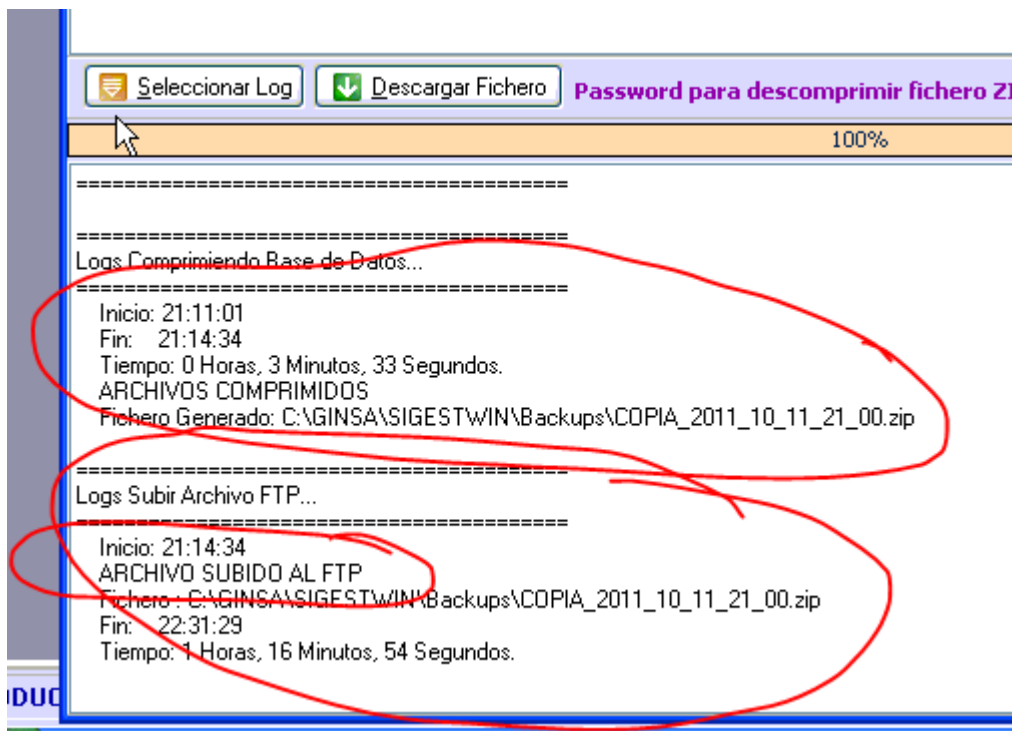 Seleccionar Log Descargar Fichero Password para descomprimir fichero ZI
100%
=========================================
=========================================
Logs Comprimiendo Base de Datos...
=========================================
Inicio: 21:11:01
Fin: 21:14:34
Tiempo: 0 Horas, 3 Minutos, 33 Segundos.
ARCHIVOS COMPRIMIDOS
Fichero Generado: C:\GINSA\SIGESTWIN\Backups\COPIA_2011_10_11_21_00.zip
=========================================
Logs Subir Archivo FTP...
=========================================
Inicio: 21:14:34
ARCHIVO SUBIDO AL FTP
Fichero : C:\GINSA\SIGESTWIN\Backups\COPIA_2011_10_11_21_00.zip
Fin: 22:31:29
Tiempo: 1 Horas, 16 Minutos, 54 Segundos.
ODUC